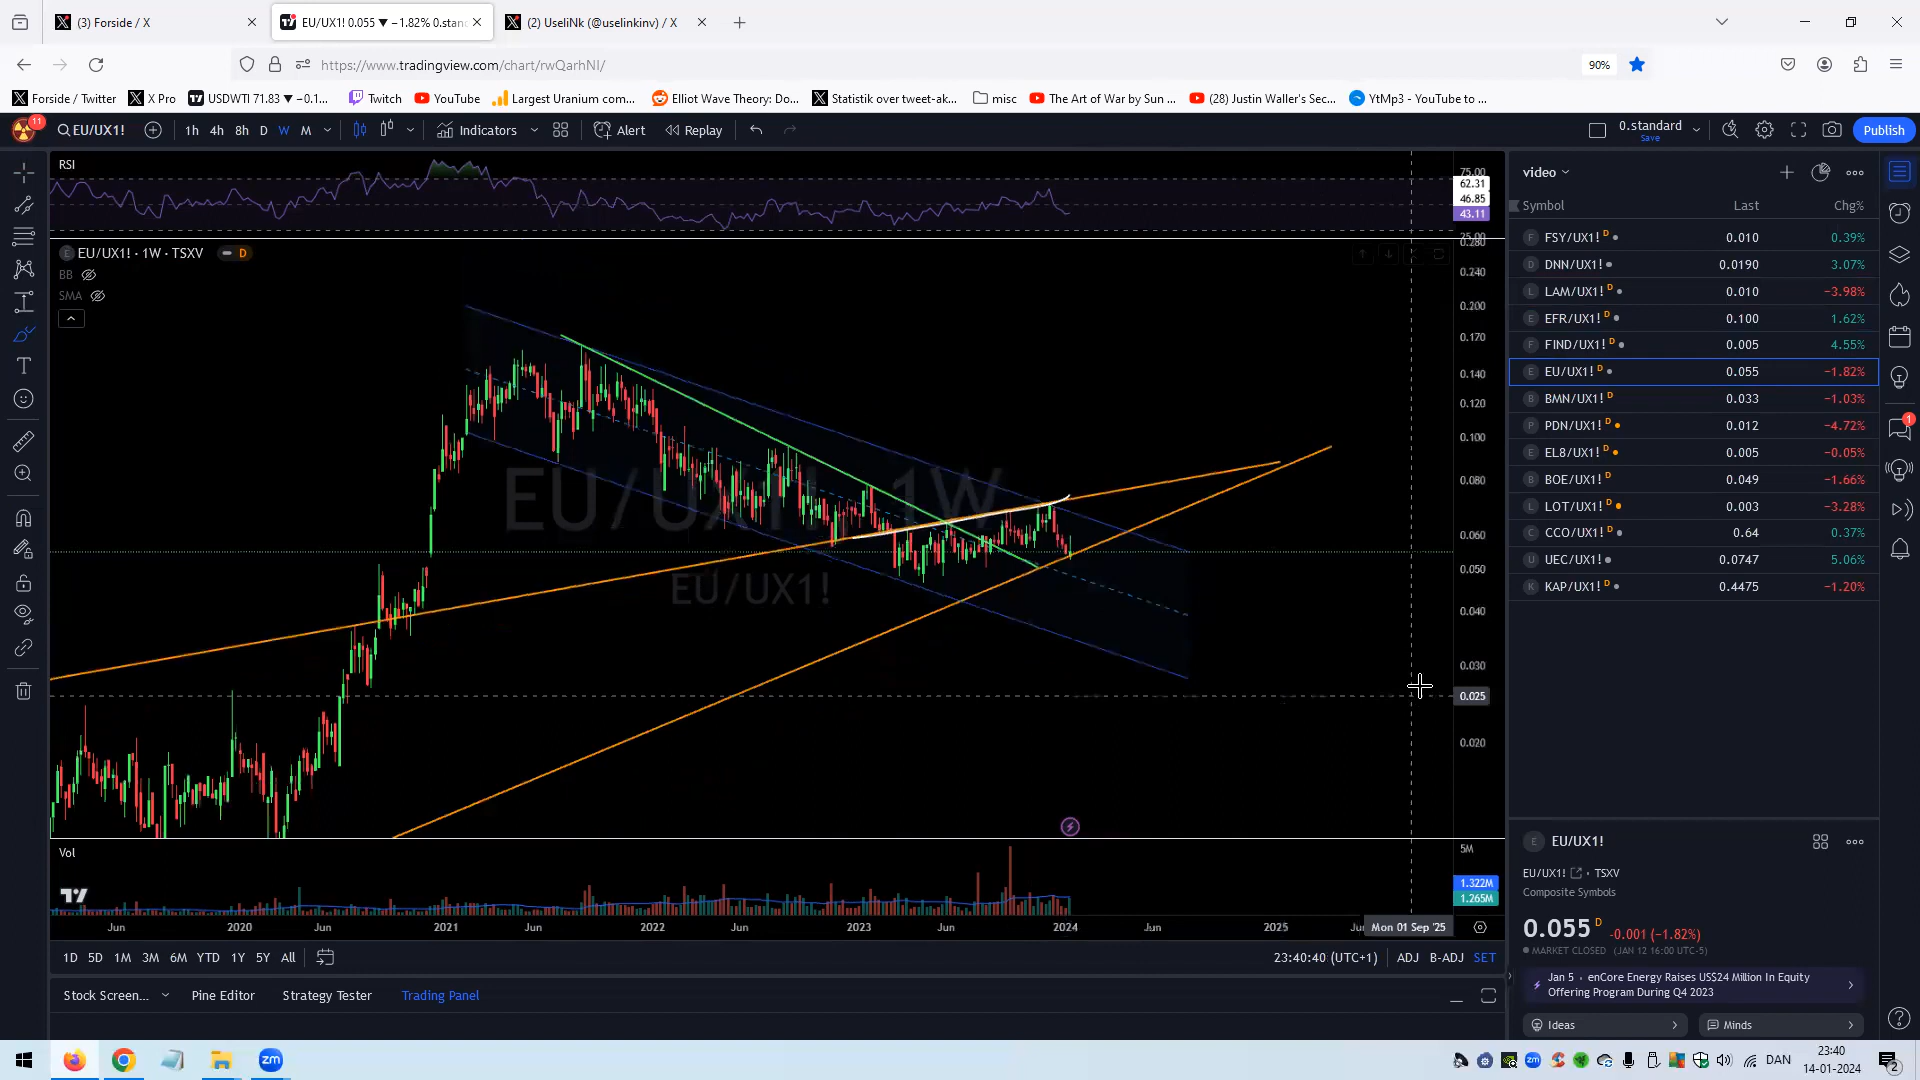 (3) Forside / X
EU/UX1! 0.055 ▼ −1.82% 0.stan
(2) UseliNk (@uselinkinv) / X
https://www.tradingview.com/chart/rwQarhNI/
90%
Forside / Twitter
X Pro
USDWTI 71.83 ▼ −0.1...
Twitch
YouTube
Largest Uranium com...
Elliot Wave Theory: Do...
Statistik over tweet-ak...
misc
The Art of War by Sun ...
(28) Justin Waller's Sec...
YtMp3 - YouTube to ...
11
EU/UX1!
1h 4h 8h D W M
Indicators
Alert
Replay
0.standard
Save
Publish
RSI
75.00
62.31
46.85
43.11
25.00
EU/UX1! · 1W · TSXV
D
BB
SMA
0.280
0.240
0.200
0.170
0.140
0.120
0.100
0.080
0.060
0.050
0.040
0.030
0.025
0.020
EU/UX1!, 1W
EU/UX1!
Vol
5M
1.322M
1.265M
Jun 2020 Jun 2021 Jun 2022 Jun 2023 Jun 2024 Jun 2025 Mon 01 Sep '25
1D 5D 1M 3M 6M YTD 1Y 5Y All
23:40:40 (UTC+1) ADJ B-ADJ SET
Stock Screen... Pine Editor Strategy Tester Trading Panel
video
Symbol Last Chg%
FSY/UX1! D 0.010 0.39%
DNN/UX1! 0.0190 3.07%
LAM/UX1! D 0.010 −3.98%
EFR/UX1! D 0.100 1.62%
FIND/UX1! D 0.005 4.55%
EU/UX1! D 0.055 −1.82%
BMN/UX1! D 0.033 −1.03%
PDN/UX1! D 0.012 −4.72%
EL8/UX1! D 0.005 −0.05%
BOE/UX1! D 0.049 −1.66%
LOT/UX1! D 0.003 −3.28%
CCO/UX1! D 0.64 0.37%
UEC/UX1! 0.0747 5.06%
KAP/UX1! D 0.4475 −1.20%
1
EU/UX1!
EU/UX1! · TSXV
Composite Symbols
0.055 D -0.001 (−1.82%)
MARKET CLOSED (JAN 12 16:00 UTC-5)
Jan 5 · enCore Energy Raises US$24 Million In Equity
Offering Program During Q4 2023
Ideas
Minds
DAN
23:40
14-01-2024
2